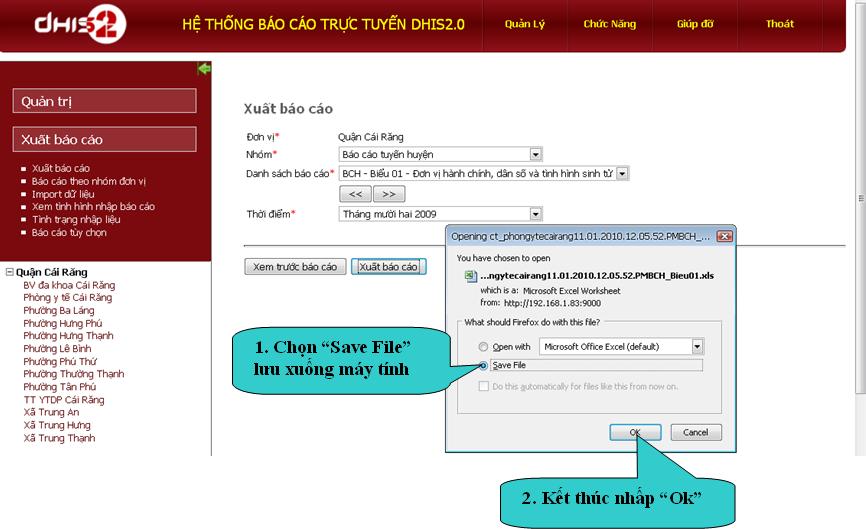 dHIS2
HỆ THỐNG BÁO CÁO TRỰC TUYẾN DHIS2.0
Quản Lý
Chức Năng
Giúp đỡ
Thoát
Quản trị
Xuất báo cáo
Xuất báo cáo
Báo cáo theo nhóm đơn vị
Import dữ liệu
Xem tình hình nhập báo cáo
Tình trạng nhập liệu
Báo cáo tùy chọn
Quận Cái Răng
BV đa khoa Cái Răng
Phòng y tế Cái Răng
Phường Ba Láng
Phường Hưng Phú
Phường Hưng Thạnh
Phường Lê Bình
Phường Phú Thứ
Phường Thường Thạnh
Phường Tân Phú
TT YTDP Cái Răng
Xã Trung An
Xã Trung Hưng
Xã Trung Thạnh
Xuất báo cáo
Đơn vị* Quận Cái Răng
Nhóm* Báo cáo tuyến huyện
Danh sách báo cáo* BCH - Biểu 01 - Đơn vị hành chính, dân số và tình hình sinh tử
<< >>
Thời điểm* Tháng mười hai 2009
Xem trước báo cáo Xuất báo cáo
Opening ct_phongytecairang11.01.2010.12.05.52.PMBCH_...
You have chosen to open
...ngytecairang11.01.2010.12.05.52.PMBCH_Bieu01.xls
which is a: Microsoft Excel Worksheet
from: http://192.168.1.83:9000
What should Firefox do with this file?
Open with Microsoft Office Excel (default)
Save File
Do this automatically for files like this from now on.
OK Cancel
1. Chọn “Save File”
lưu xuống máy tính
2. Kết thúc nhấp “Ok”